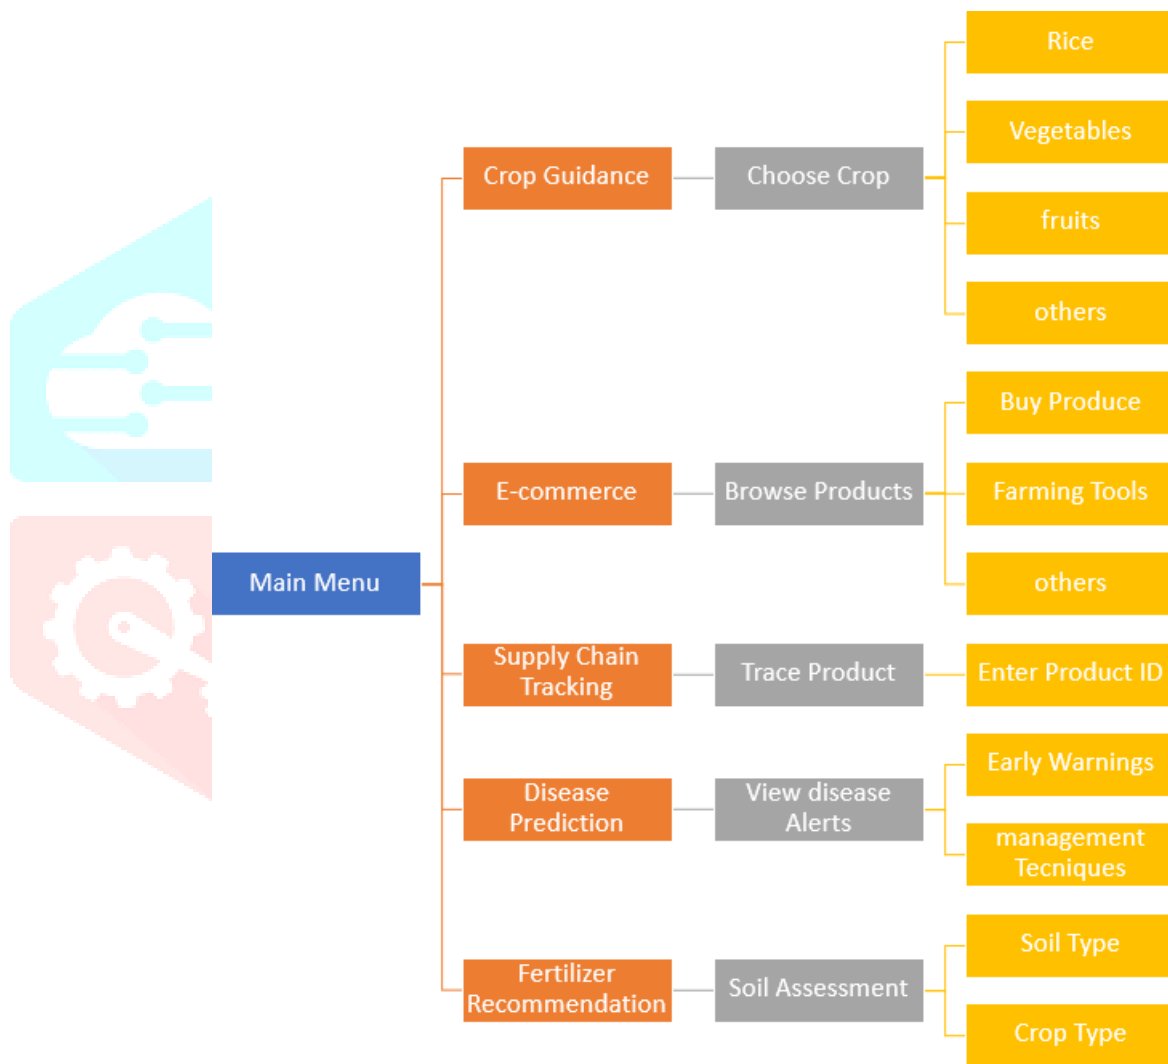 Main Menu
Crop Guidance
Choose Crop
Rice
Vegetables
fruits
others
E-commerce
Browse Products
Buy Produce
Farming Tools
others
Supply Chain
Tracking
Trace Product
Enter Product ID
Disease
Prediction
View disease
Alerts
Early Warnings
management
Tecniques
Fertilizer
Recommendation
Soil Assessment
Soil Type
Crop Type